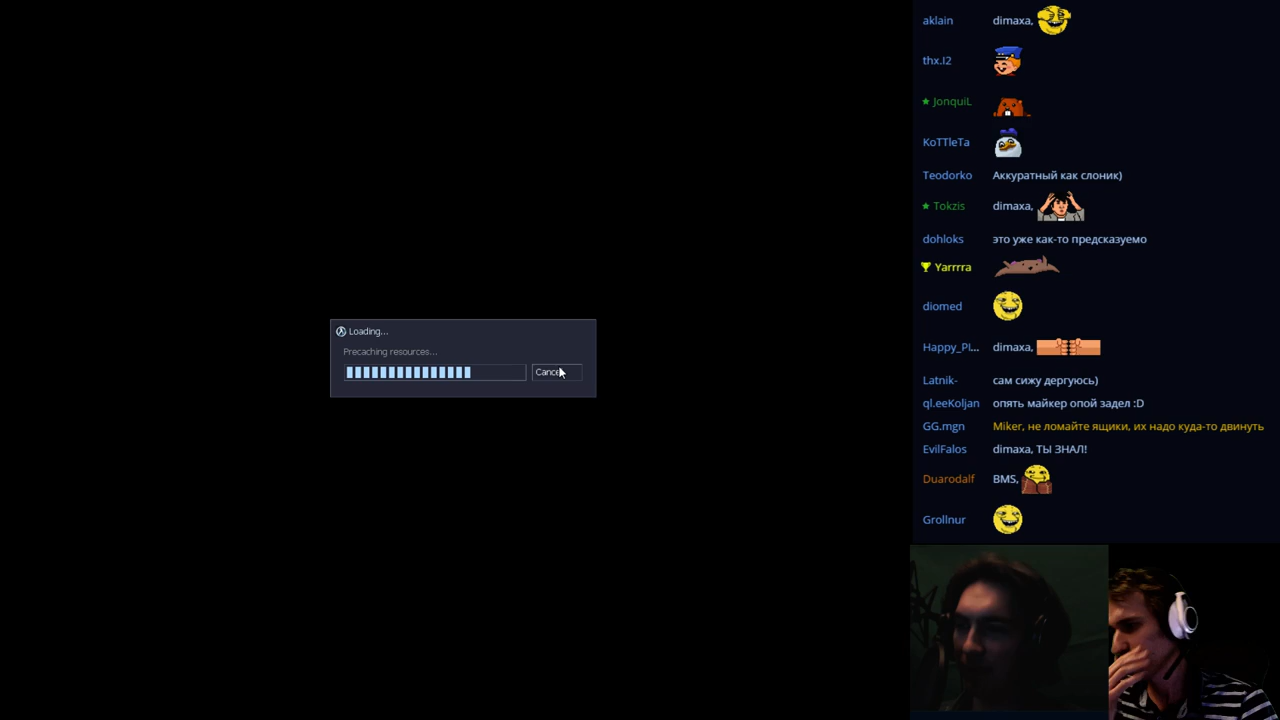 Loading...
Precaching resources...
Cance
aklain dimaxa,
thx.I2
JonquiL
KoTTleTa
Teodorko Аккуратный как слоник)
Tokzis dimaxa,
dohloks это уже как-то предсказуемо
Yarrrra
diomed
Happy_Pl... dimaxa,
Latnik- сам сижу дергуюсь)
ql.eeKoljan опять майкер опой задел :D
GG.mgn Miker, не ломайте ящики, их надо куда-то двинуть
EvilFalos dimaxa, ТЫ ЗНАЛ!
Duarodalf BMS,
Grollnur